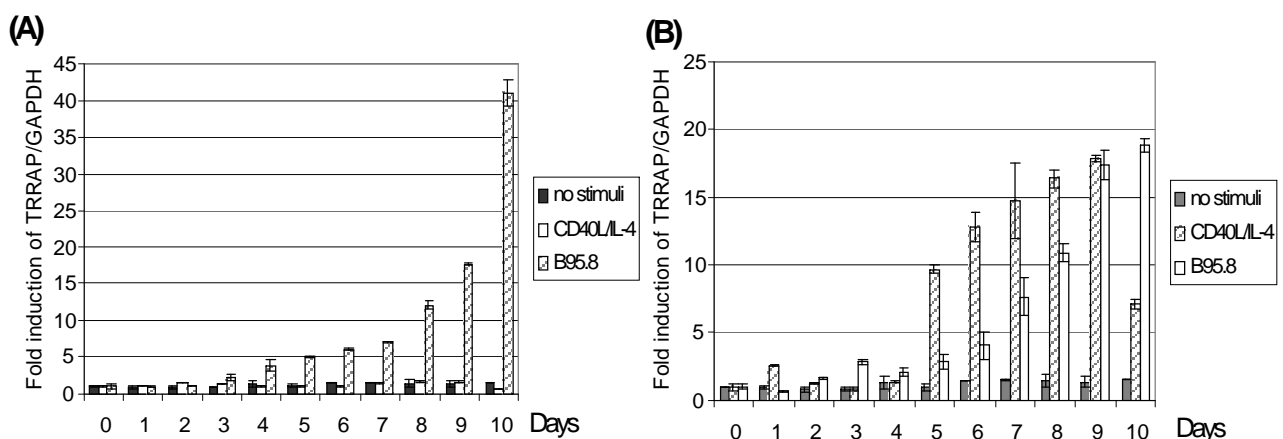 (A)
Fold induction of TRRAP/GAPDH
45
40
35
30
25
20
15
10
5
0
0 1 2 3 4 5 6 7 8 9 10 Days
no stimuli
CD40L/IL-4
B95.8
(B)
Fold induction of TRRAP/GAPDH
25
20
15
10
5
0
0 1 2 3 4 5 6 7 8 9 10 Days
no stimuli
CD40L/IL-4
B95.8